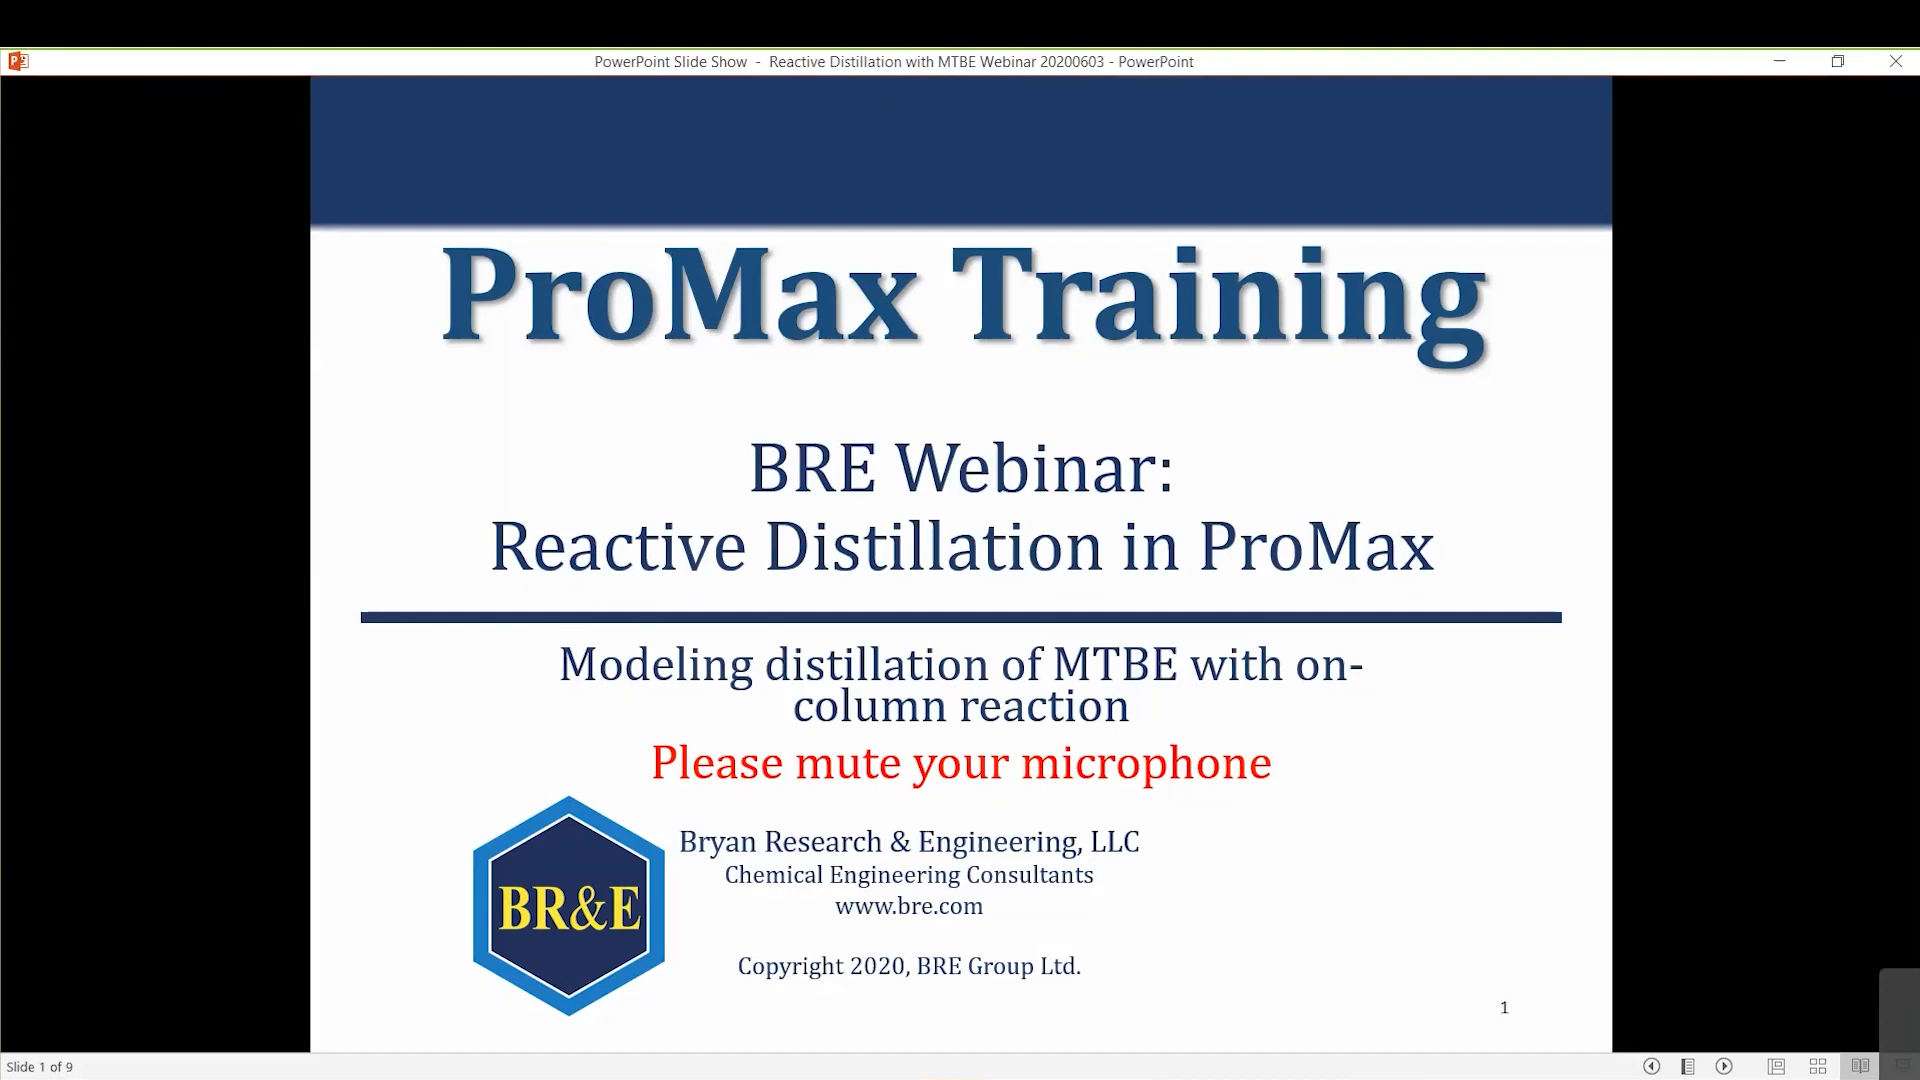 PowerPoint Slide Show - Reactive Distillation with MTBE Webinar 20200603 - PowerPoint
ProMax Training
BRE Webinar:
Reactive Distillation in ProMax
Modeling distillation of MTBE with on-
column reaction
Please mute your microphone
BR&E
Bryan Research & Engineering, LLC
Chemical Engineering Consultants
www.bre.com
Copyright 2020, BRE Group Ltd.
1
Slide 1 of 9